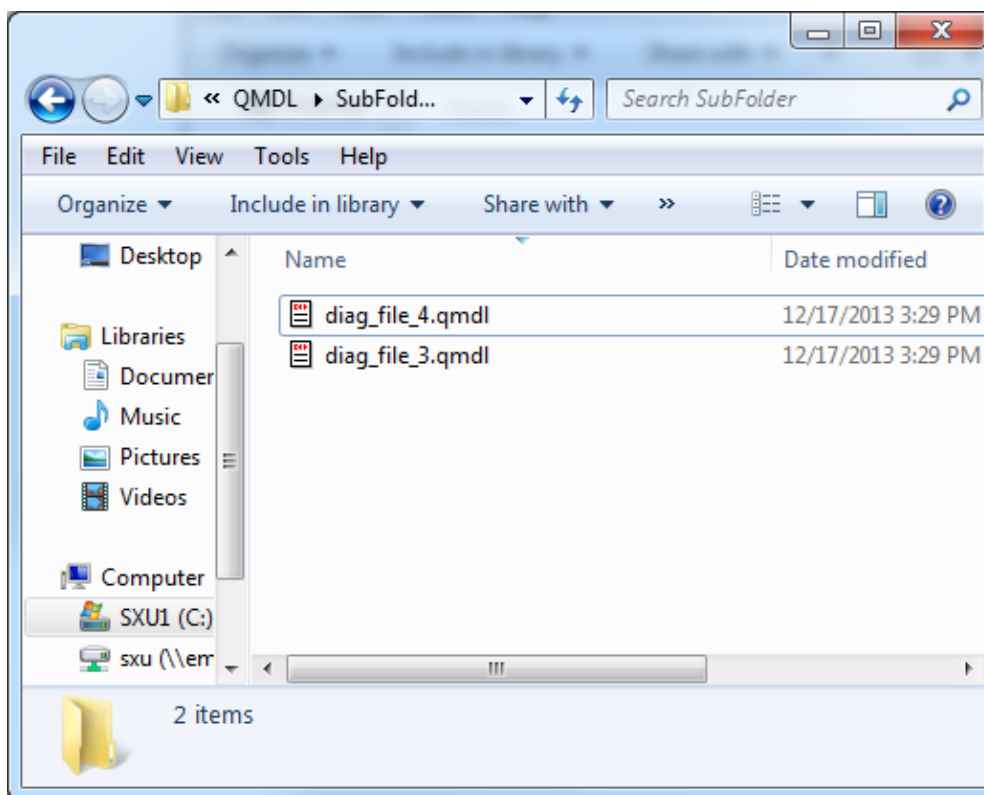 « QMDL ▸ SubFold...
Search SubFolder
File Edit View Tools Help
Organize Include in library Share with »
Desktop
Libraries
Documer
Music
Pictures
Videos
Computer
SXU1 (C:)
sxu (\\em
Name Date modified
diag_file_4.qmdl 12/17/2013 3:29 PM
diag_file_3.qmdl 12/17/2013 3:29 PM
2 items